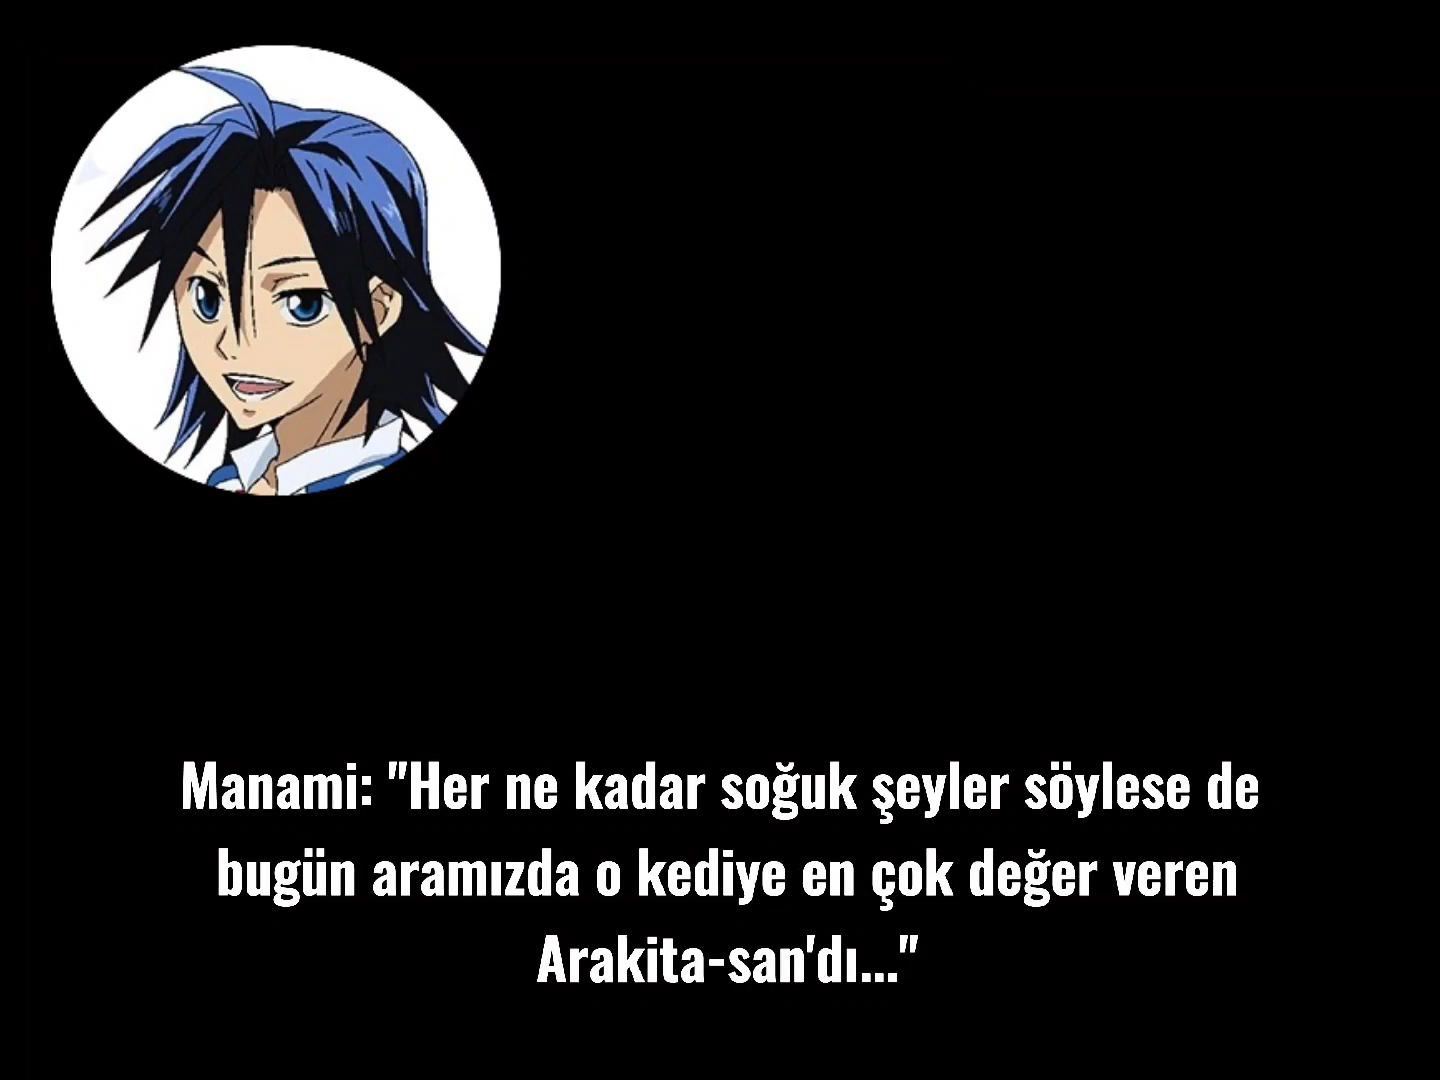 Manami: "Her ne kadar soğuk şeyler söylese de
bugün aramızda o kediye en çok değer veren
Arakita-san'dı..."